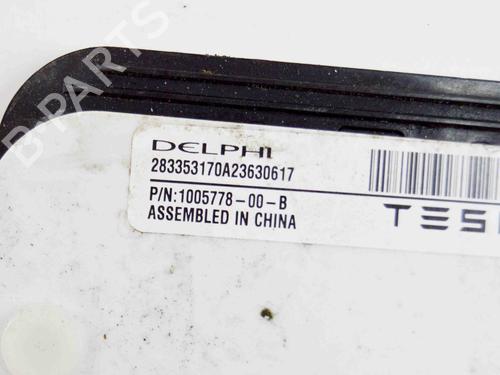 DELPHI
283353170A23630617
P/N:1005778-00-B
ASSEMBLED IN CHINA
TESL
B-PARTS